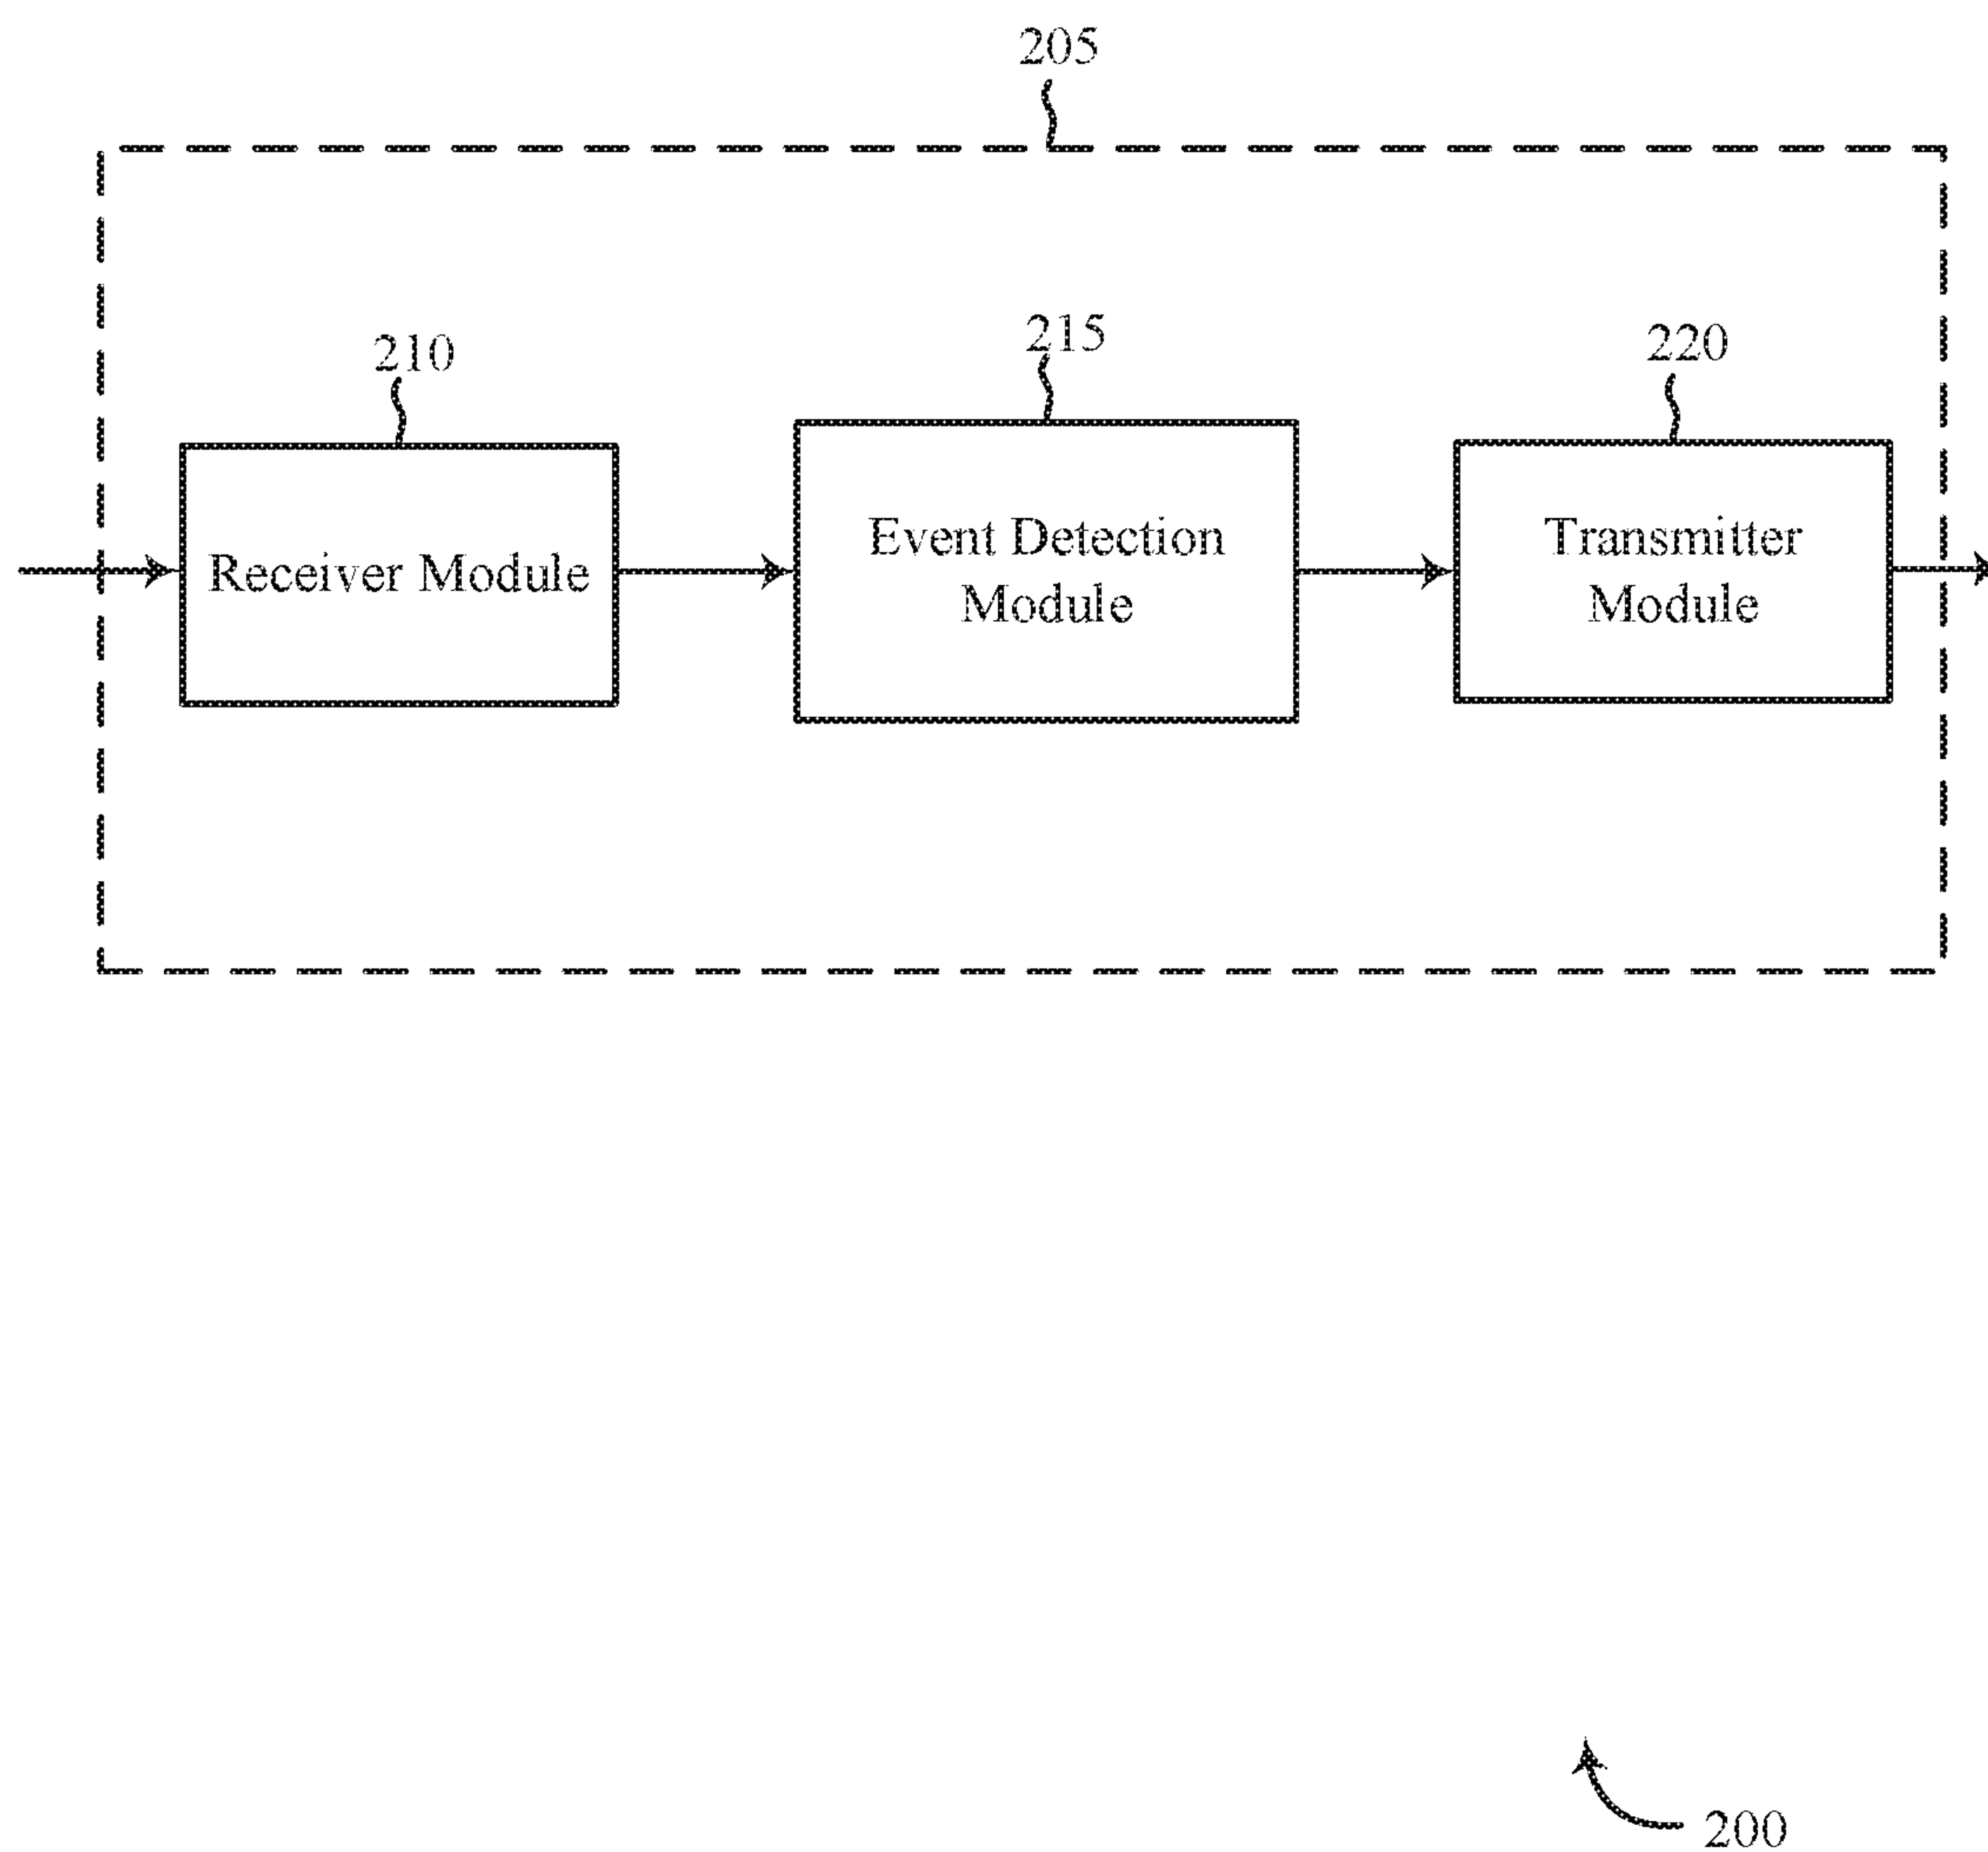 205
210
215
220
Receiver Module
Event Detection
Module
Transmitter
Module
200